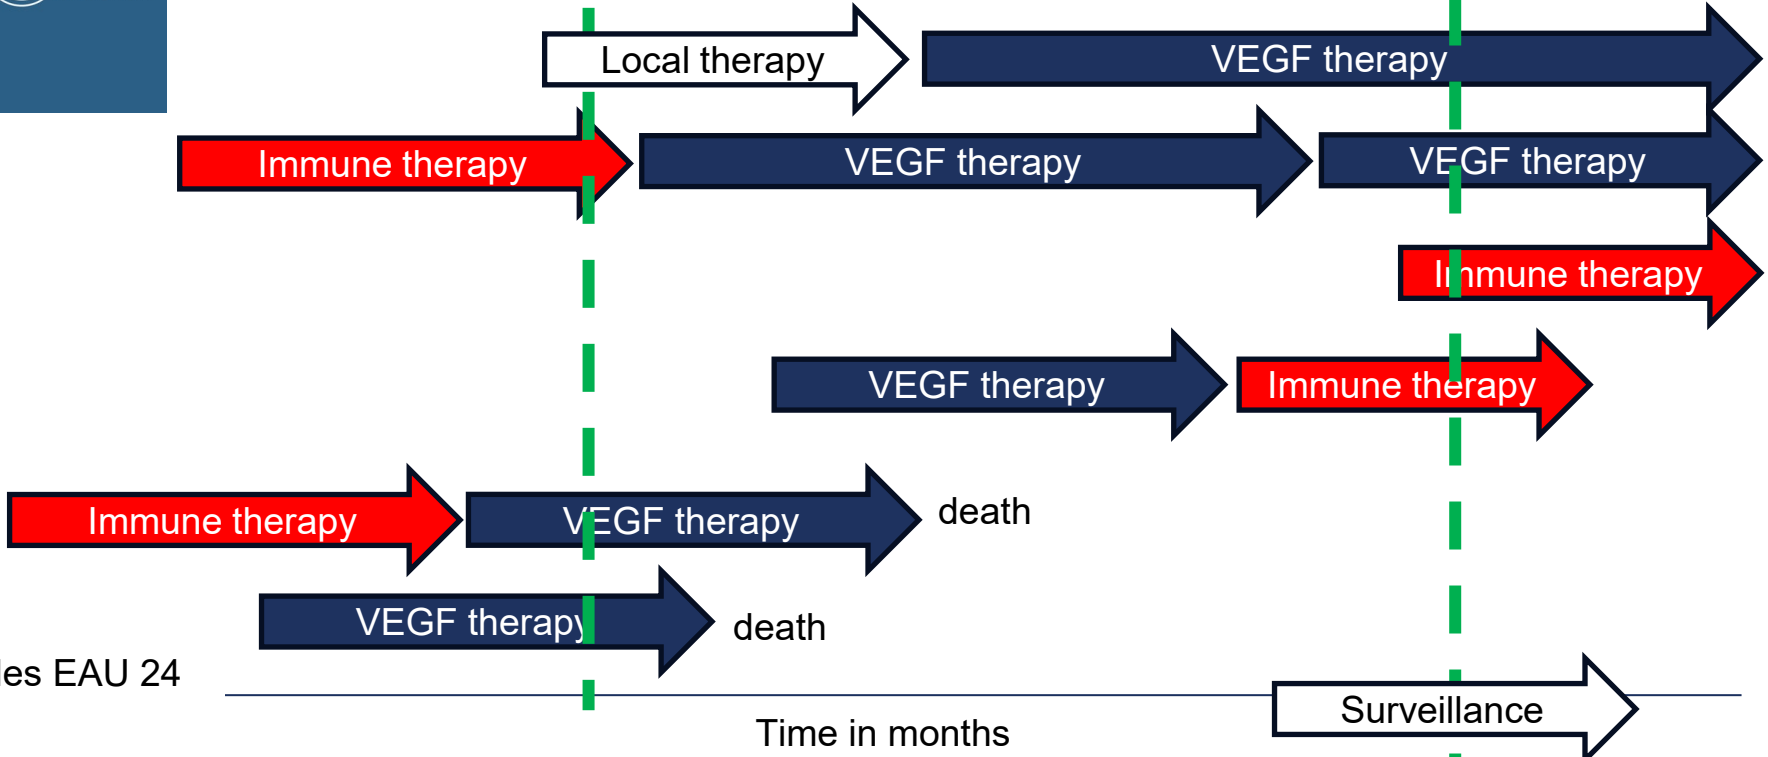 Local therapy
VEGF therapy
Immune therapy
VEGF therapy
VEGF therapy
Immune therapy
VEGF therapy
Immune therapy
Immune therapy
VEGF therapy
death
VEGF therapy
death
les EAU 24
Surveillance
Time in months